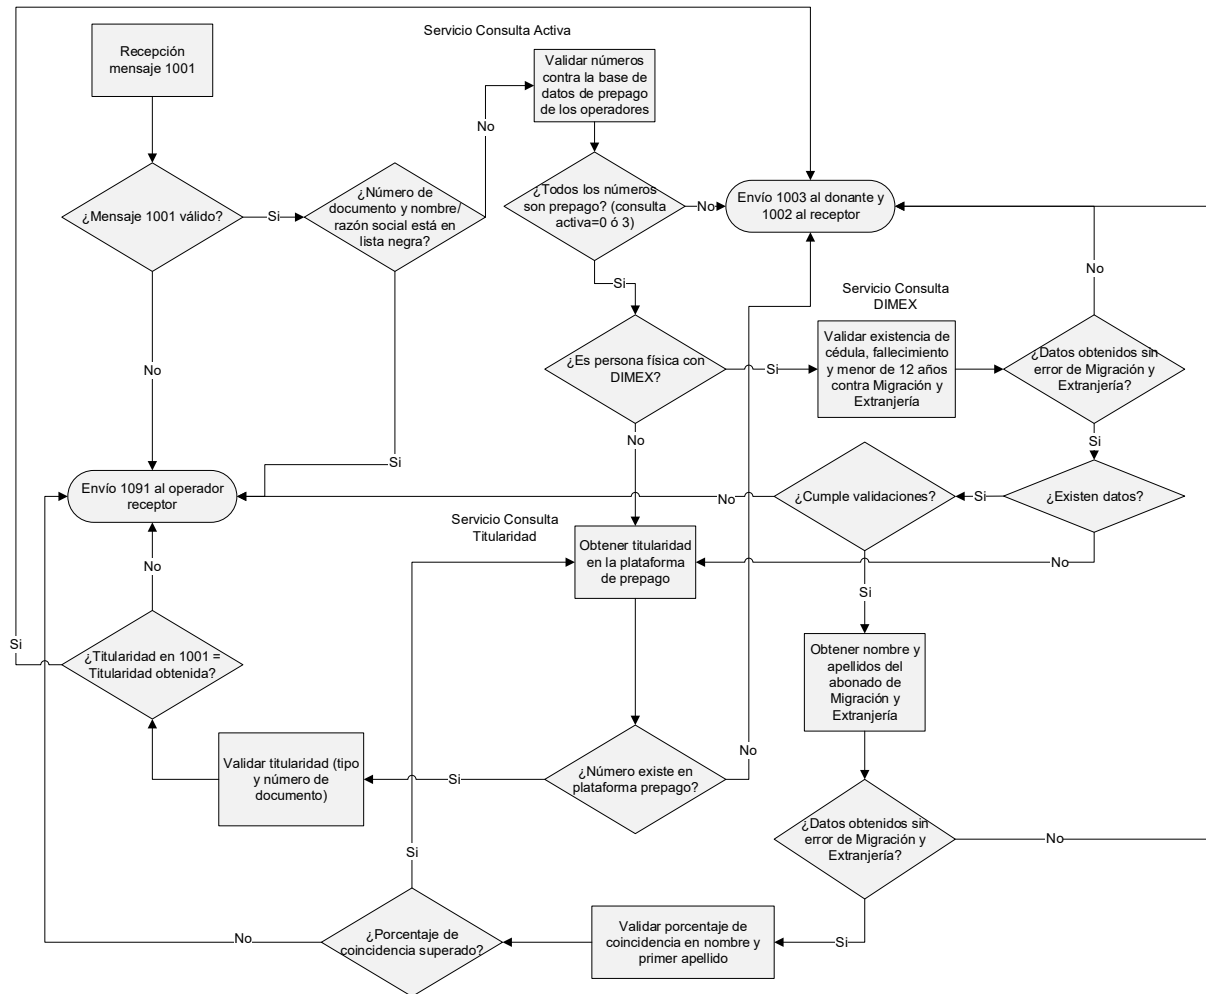 Servicio Consulta Activa
Recepción
mensaje 1001
Validar números
contra la base de
datos de prepago
de los operadores
No
¿Mensaje 1001 válido?
Si
¿Número de
documento y nombre/
razón social está en
lista negra?
¿Todos los números
son prepago? (consulta
activa=0 ó 3)
No
Envío 1003 al donante y
1002 al receptor
Si
No
Servicio Consulta
DIMEX
¿Es persona física con
DIMEX?
Si
Validar existencia de
cédula, fallecimiento
y menor de 12 años
contra Migración y
Extranjería
¿Datos obtenidos sin
error de Migración y
Extranjería?
No
No
Si
Si
Envío 1091 al operador
receptor
No
¿Cumple validaciones?
Si
¿Existen datos?
Servicio Consulta
Titularidad
Obtener titularidad
en la plataforma
de prepago
No
No
Si
Si
¿Titularidad en 1001 =
Titularidad obtenida?
Obtener nombre y
apellidos del
abonado de
Migración y
Extranjería
No
Validar titularidad (tipo
y número de
documento)
Si
¿Número existe en
plataforma prepago?
¿Datos obtenidos sin
error de Migración y
Extranjería?
No
Si
No
¿Porcentaje de
coincidencia superado?
Validar porcentaje de
coincidencia en nombre y
primer apellido
Si